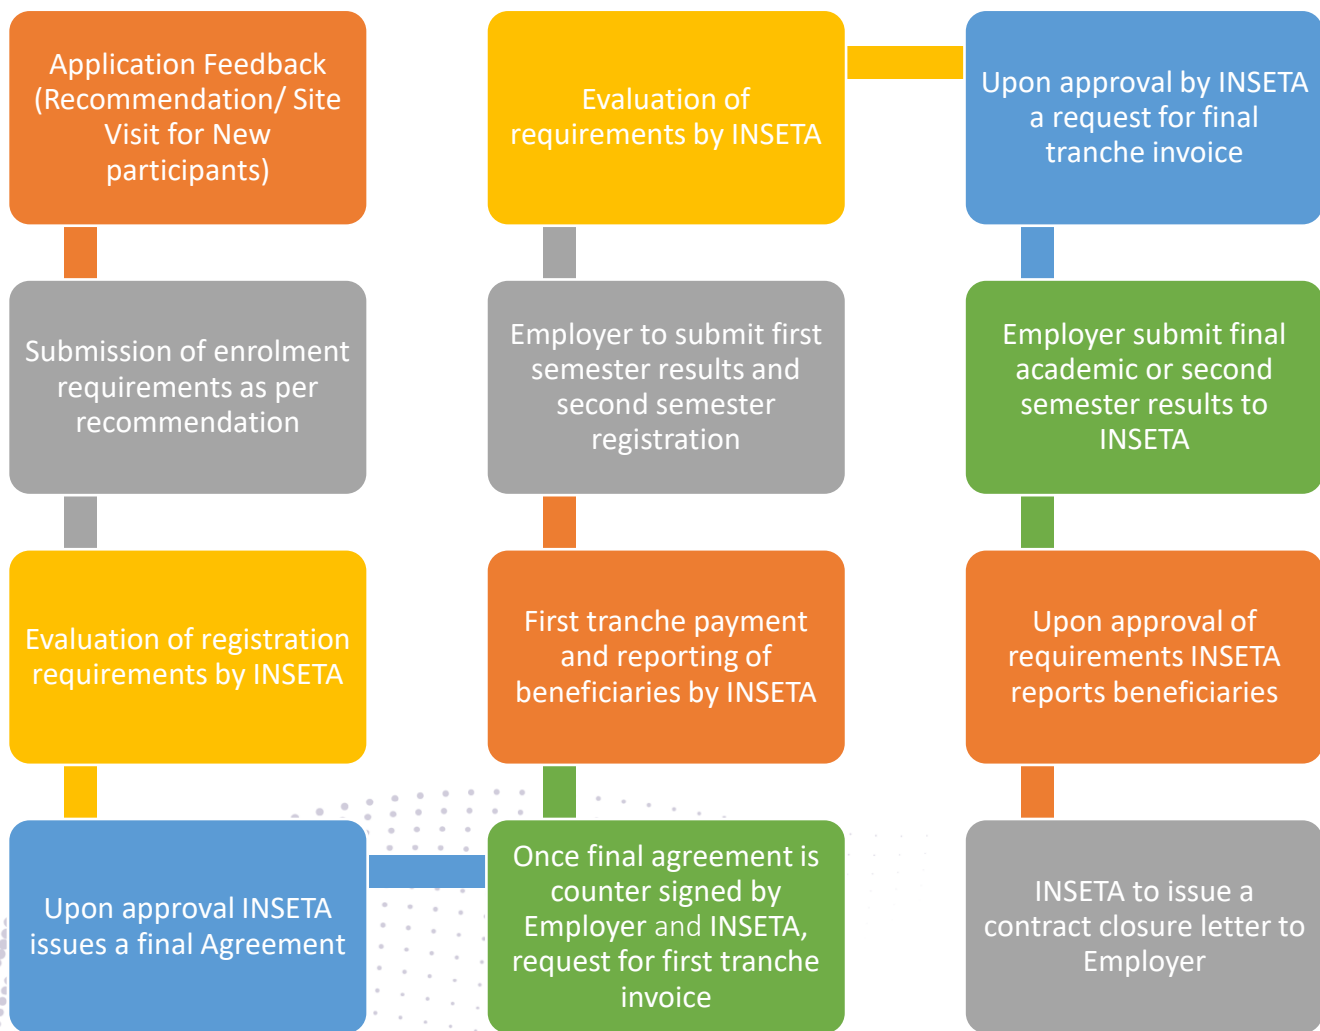 Application Feedback
(Recommendation/ Site
Visit for New
participants)
Submission of enrolment
requirements as per
recommendation
Evaluation of registration
requirements by INSETA
Upon approval INSETA
issues a final Agreement
Once final agreement is
counter signed by
Employer and INSETA,
request for first tranche
invoice
First tranche payment
and reporting of
beneficiaries by INSETA
Employer to submit first
semester results and
second semester
registration
Evaluation of
requirements by INSETA
Upon approval by INSETA
a request for final
tranche invoice
Employer submit final
academic or second
semester results to
INSETA
Upon approval of
requirements INSETA
reports beneficiaries
INSETA to issue a
contract closure letter to
Employer